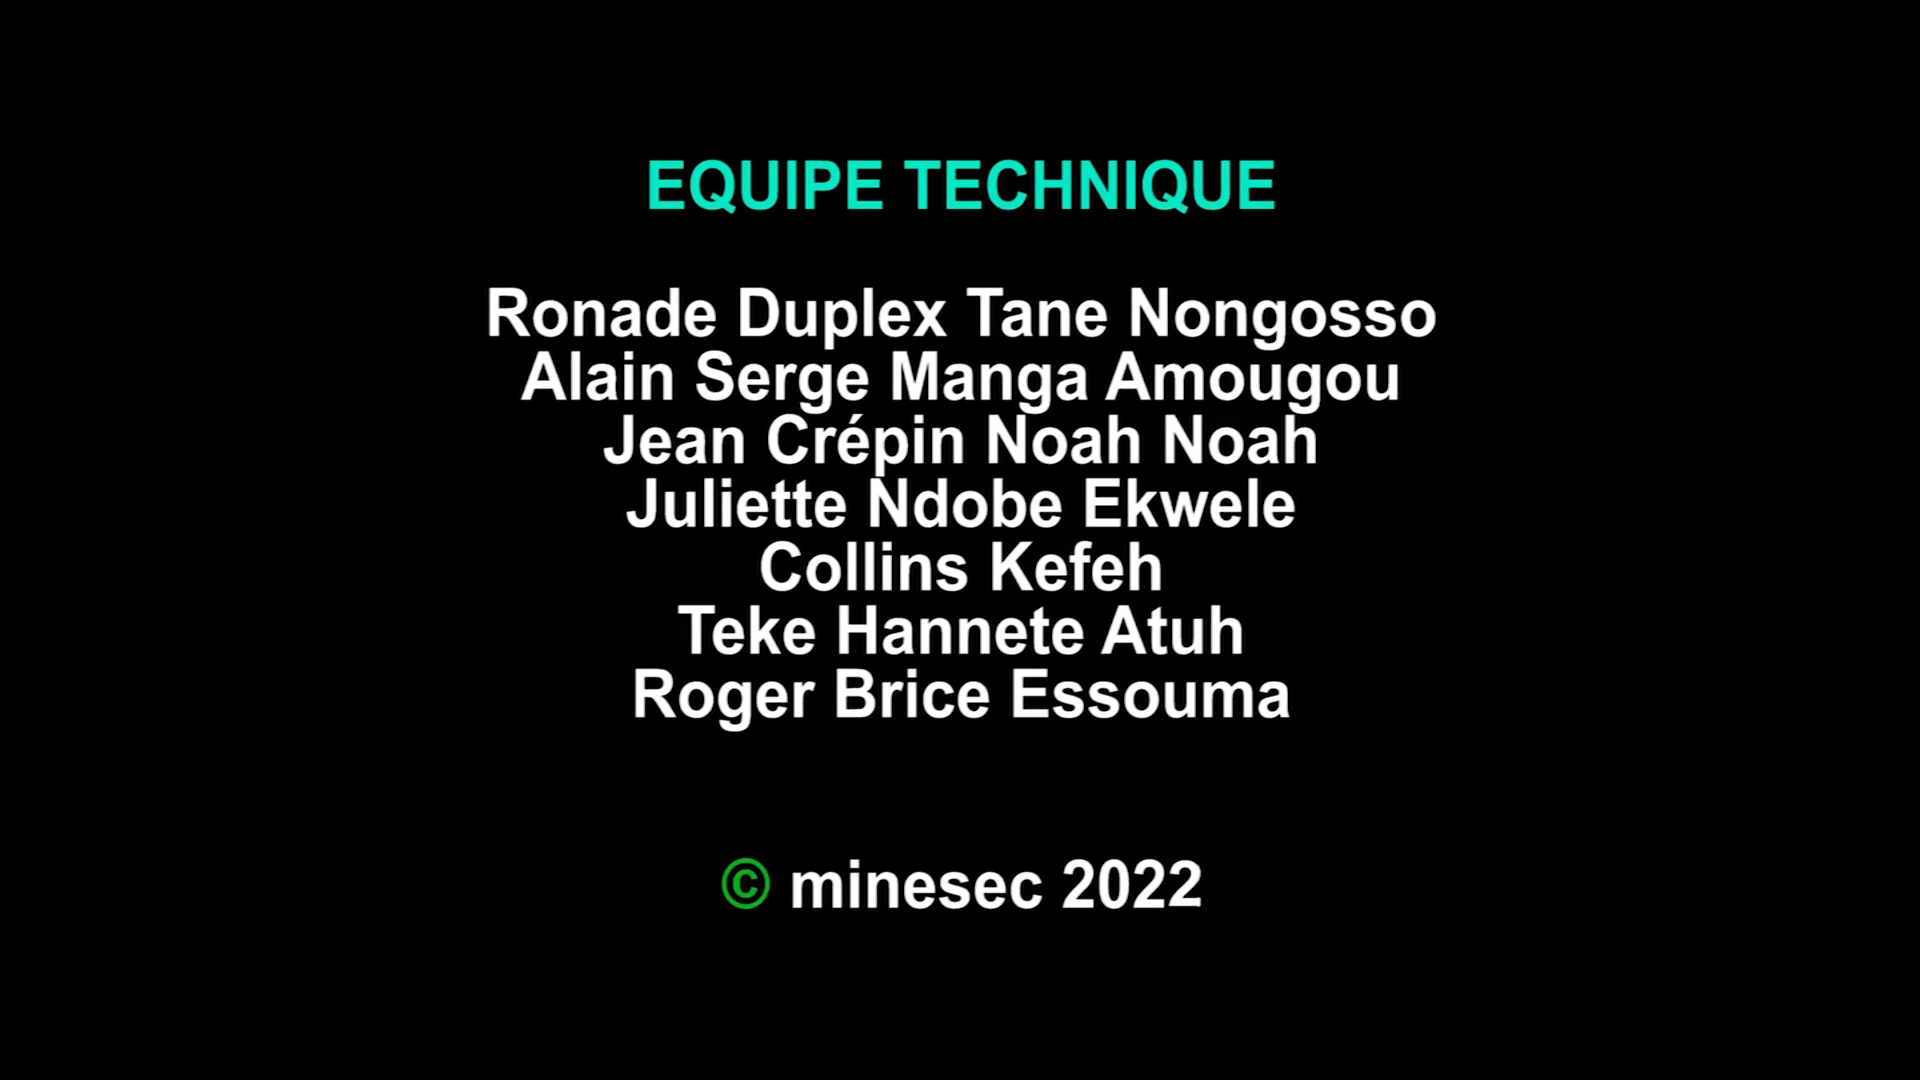 EQUIPE TECHNIQUE
Ronade Duplex Tane Nongosso
Alain Serge Manga Amougou
Jean Crépin Noah Noah
Juliette Ndobe Ekwele
Collins Kefeh
Teke Hannete Atuh
Roger Brice Essouma
© minesec 2022